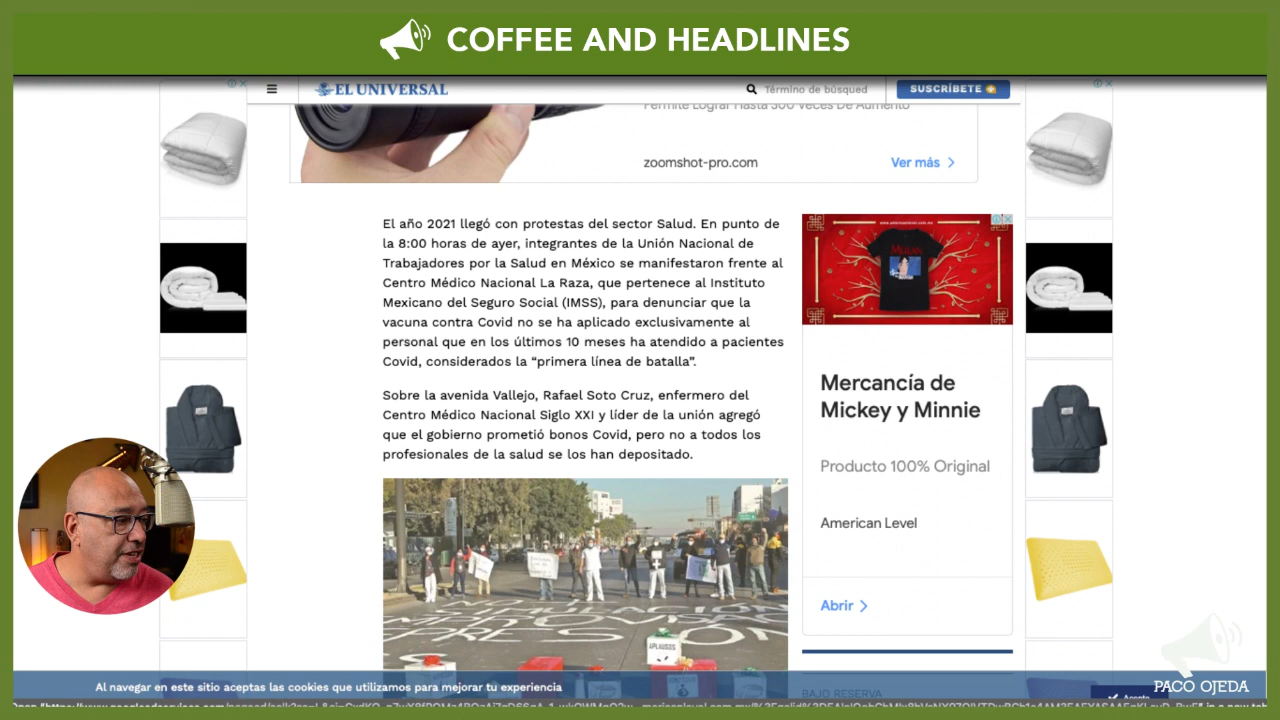 COFFEE AND HEADLINES
EL UNIVERSAL
Término de búsqued
SUSCRÍBETE
Permite Lograr Hasta 300 Veces De Aumento
zoomshot-pro.com
Ver más
El año 2021 llegó con protestas del sector Salud. En punto de
la 8:00 horas de ayer, integrantes de la Unión Nacional de
Trabajadores por la Salud en México se manifestaron frente al
Centro Médico Nacional La Raza, que pertenece al Instituto
Mexicano del Seguro Social (IMSS), para denunciar que la
vacuna contra Covid no se ha aplicado exclusivamente al
personal que en los últimos 10 meses ha atendido a pacientes
Covid, considerados la “primera línea de batalla”.
Sobre la avenida Vallejo, Rafael Soto Cruz, enfermero del
Centro Médico Nacional Siglo XXI y líder de la unión agregó
que el gobierno prometió bonos Covid, pero no a todos los
profesionales de la salud se los han depositado.
MULAN
Mercancía de
Mickey y Minnie
Producto 100% Original
American Level
Abrir
APLAUSOS
BAJO RESERVA
PACO OJEDA
Al navegar en este sitio aceptas las cookies que utilizamos para mejorar tu experiencia
Acepto